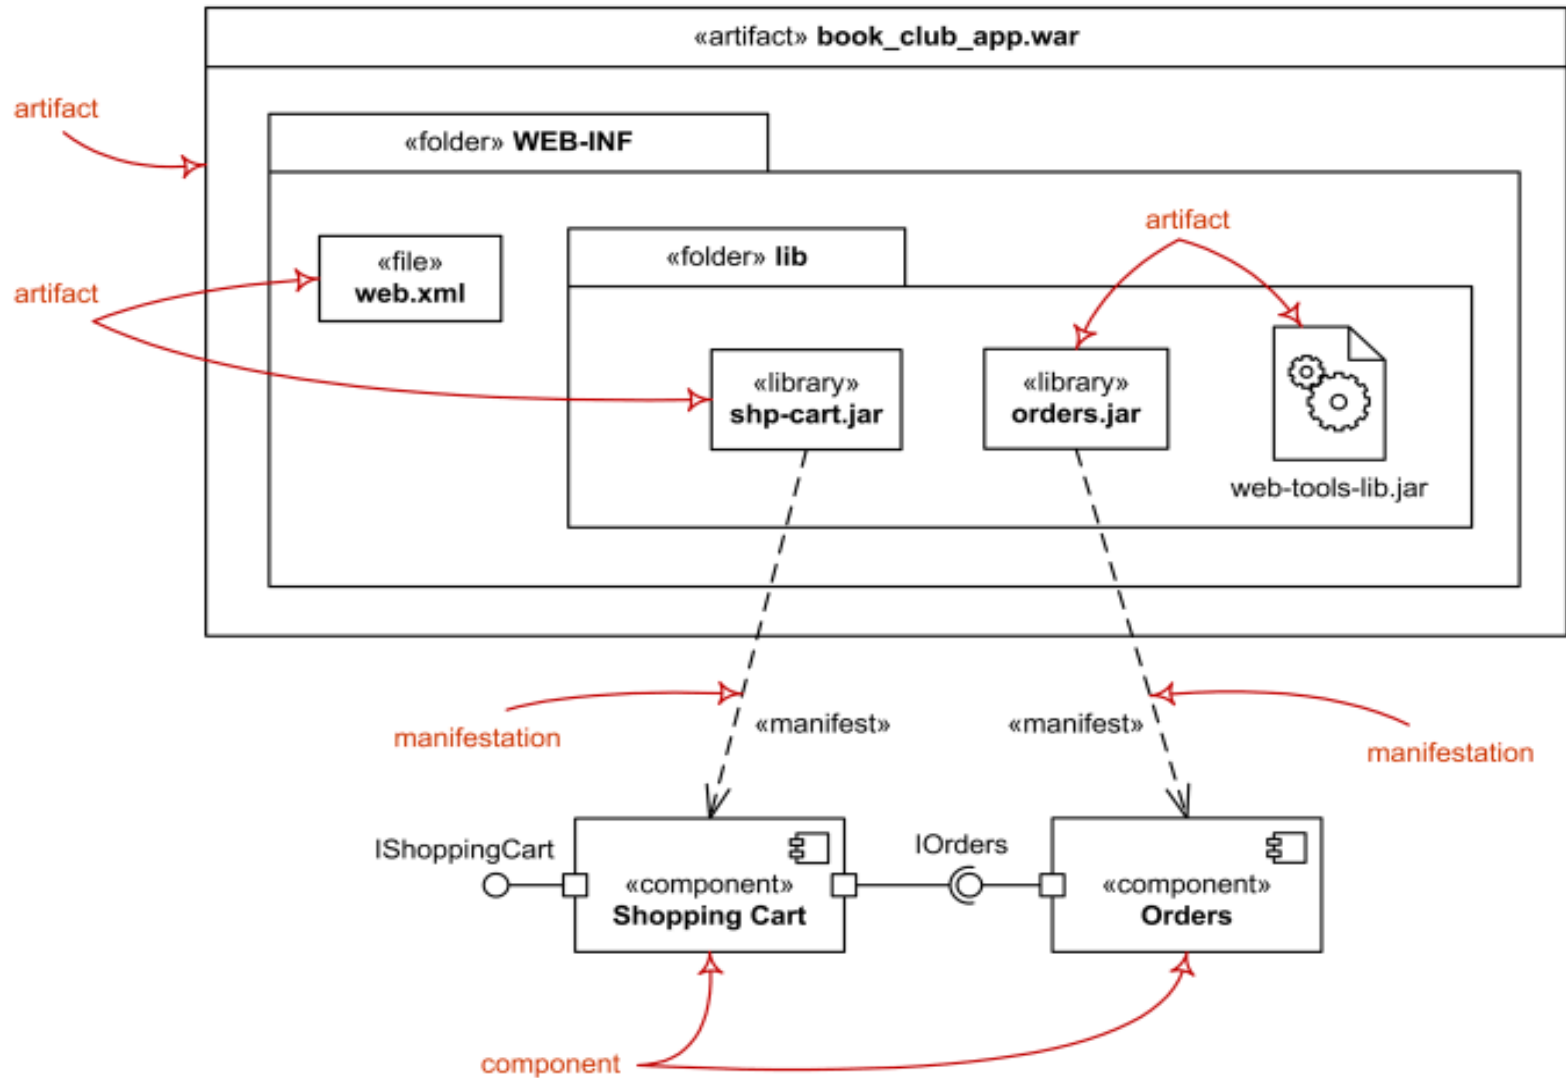 «artifact» book_club_app.war
artifact
«folder» WEB-INF
artifact
«folder» lib
«file»
web.xml
artifact
«library»
shp-cart.jar
«library»
orders.jar
web-tools-lib.jar
manifestation
«manifest»
«manifest»
manifestation
IShoppingCart
IOrders
«component»
Shopping Cart
«component»
Orders
component